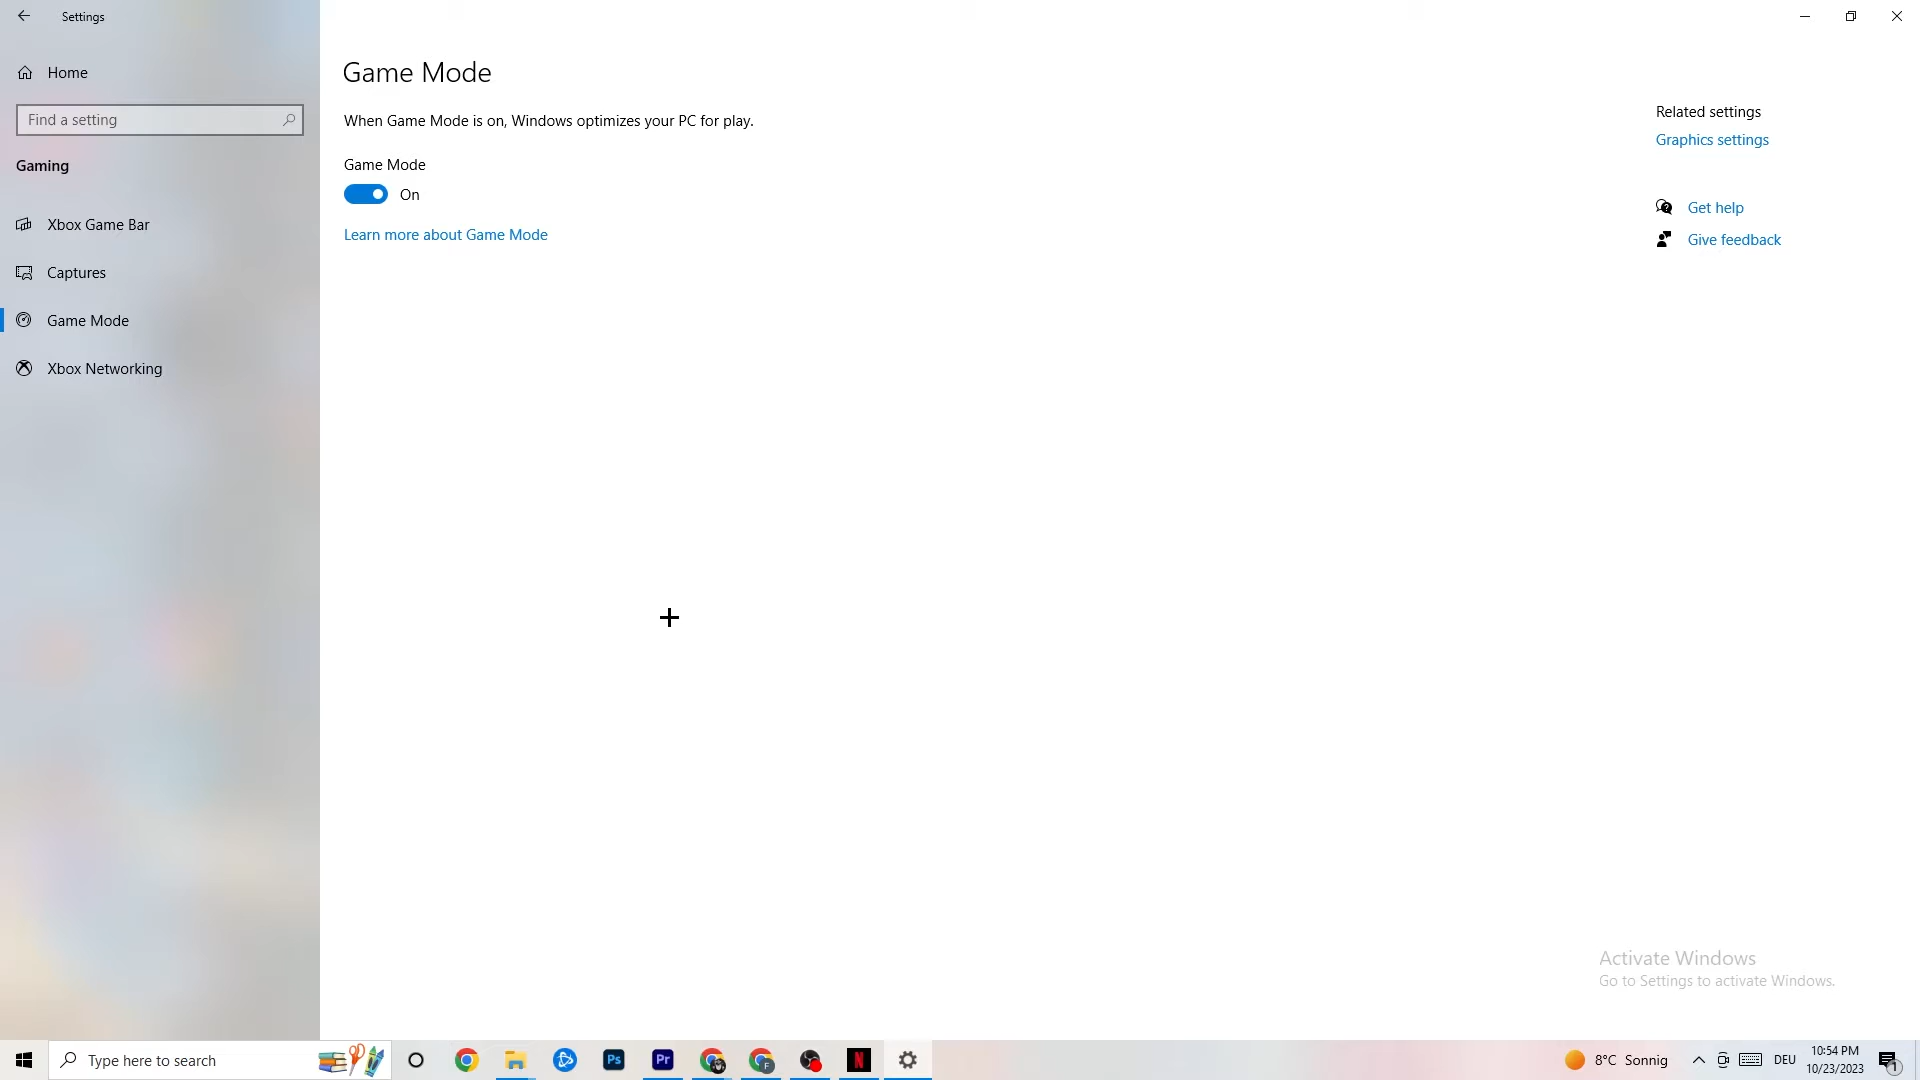 Settings
Home
Find a setting
Gaming
Xbox Game Bar
Captures
Game Mode
Xbox Networking
Game Mode
When Game Mode is on, Windows optimizes your PC for play.
Game Mode
On
Learn more about Game Mode
Related settings
Graphics settings
Get help
Give feedback
Activate Windows
Go to Settings to activate Windows.
Type here to search
Ps
Pr
F
N
8°C Sonnig
DEU
10:54 PM
10/23/2023
1